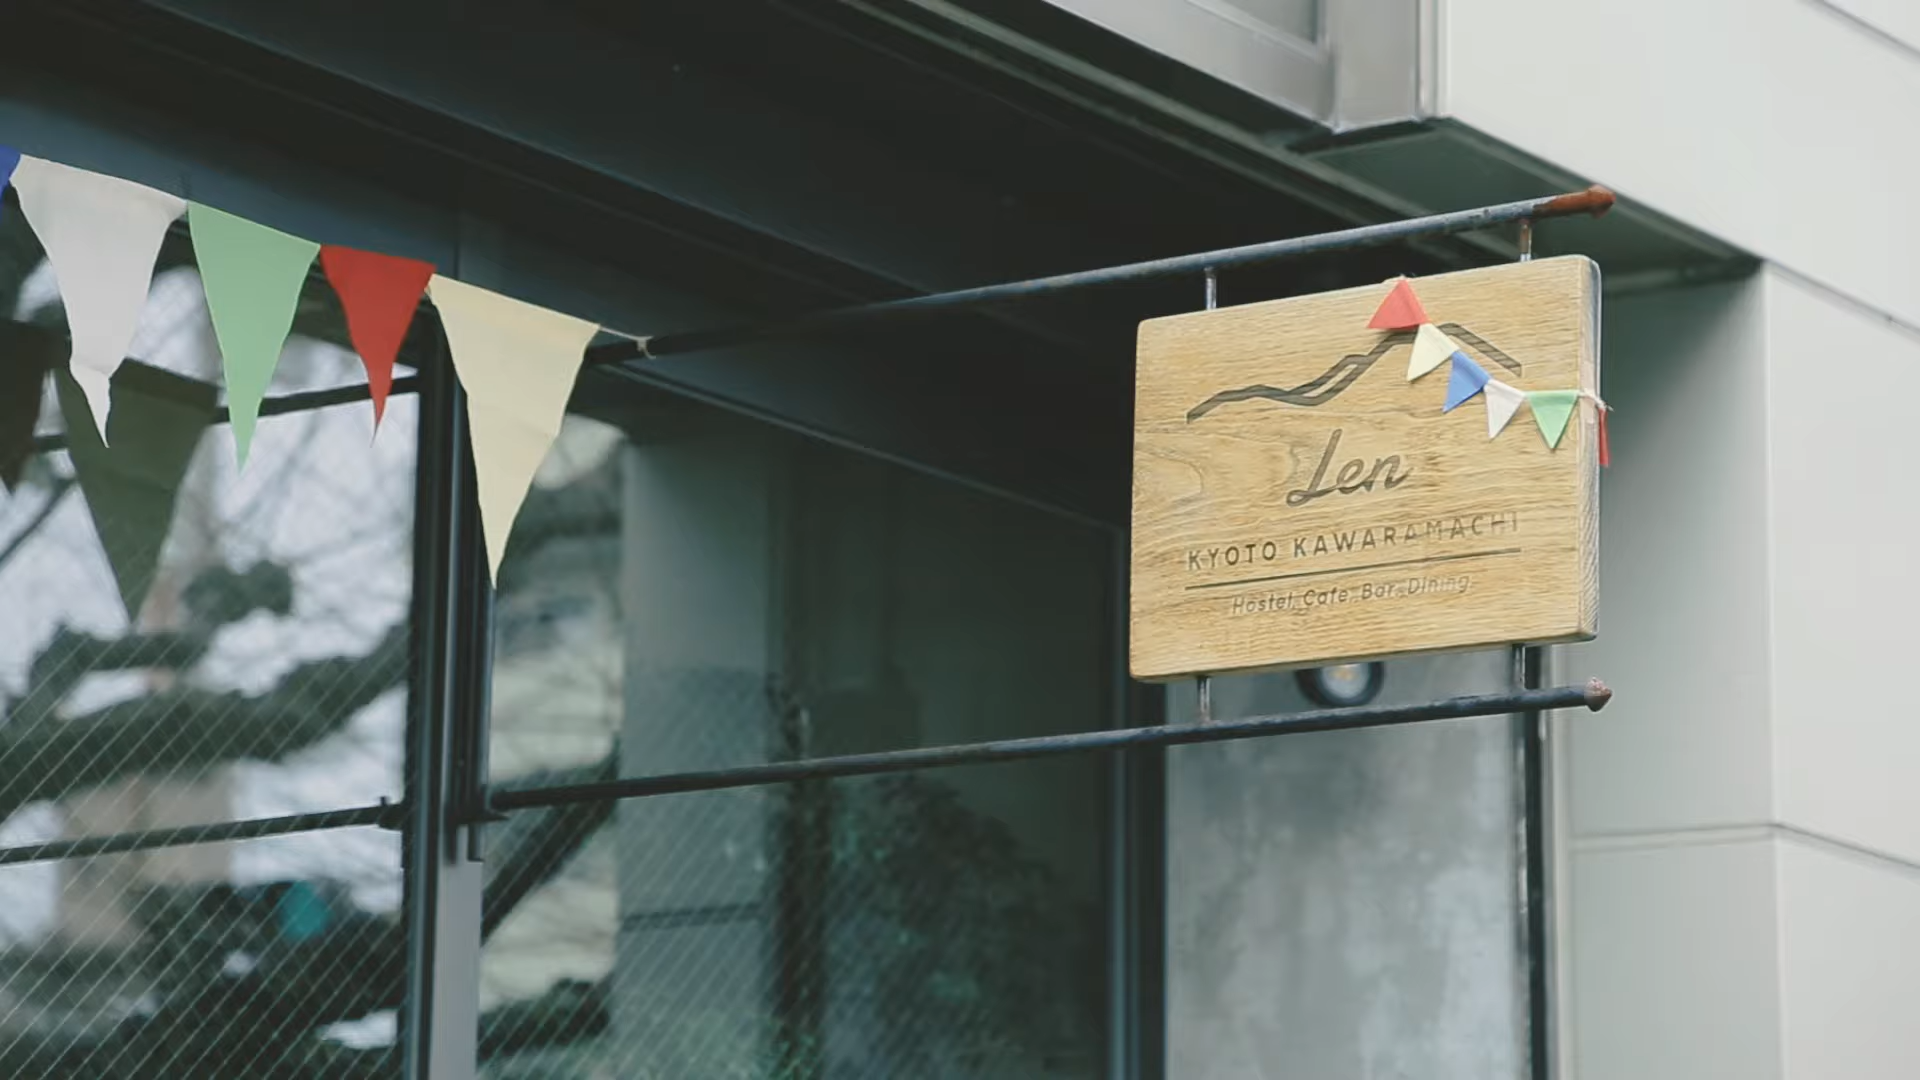 Len
KYOTO KAWARAMACHI
Hostel, Cafe, Bar, Dining